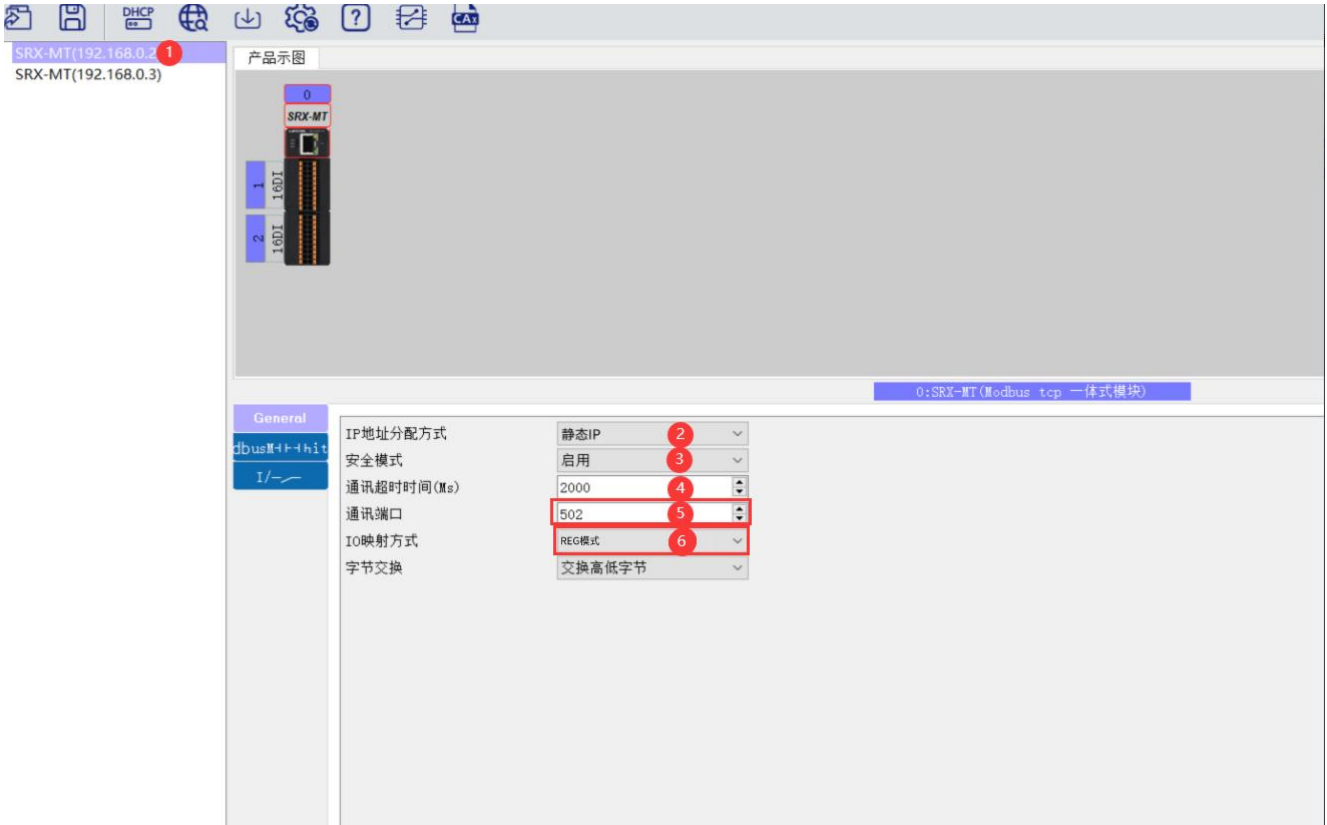 DHCP
?
CAx
SRX-MT(192.168.0.2
1
SRX-MT(192.168.0.3)
产品示图
0
SRX-MT
1
16DI
2
16DI
0:SRX-MT(Modbus tcp 一体式模块)
General
IP地址分配方式
静态IP
2
安全模式
启用
3
通讯超时时间(Ms)
2000
4
通讯端口
502
5
IO映射方式
REG模式
6
字节交换
交换高低字节